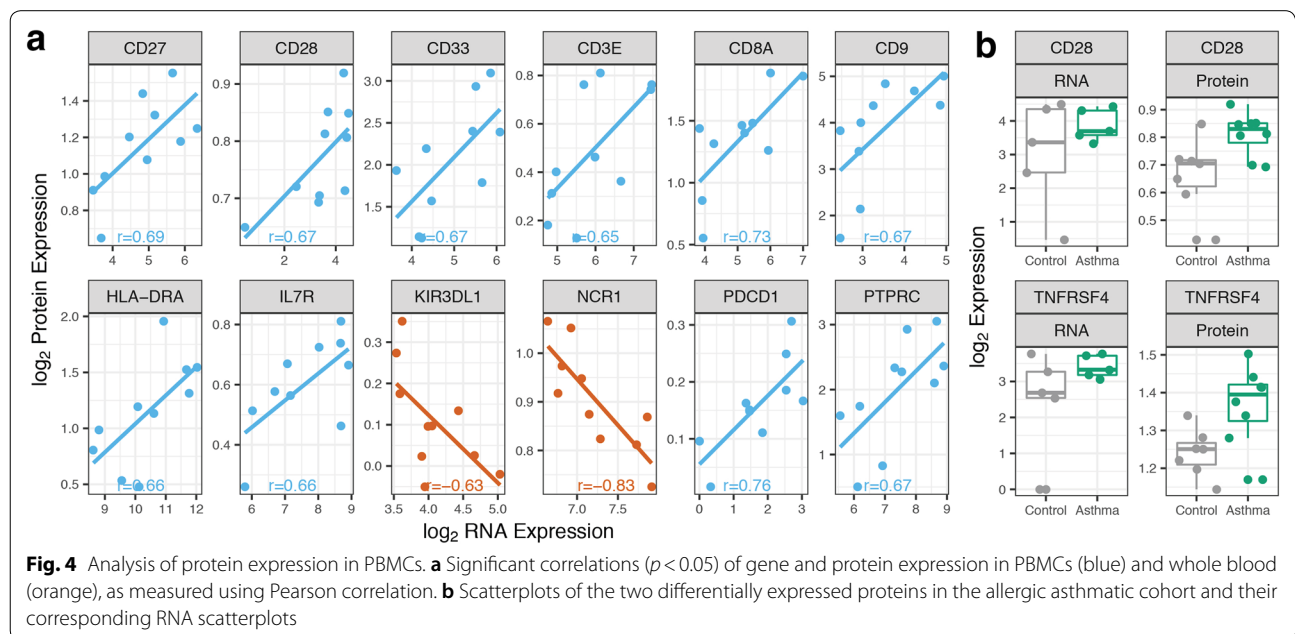 a
b
CD27 CD28 CD33 CD3E CD8A CD9
CD28 CD28
RNA Protein
log2 Protein Expression
1.4 1.2 1.0 0.8
0.9 0.8 0.7
3.0 2.5 2.0 1.5
0.8 0.6 0.4 0.2
1.5 1.0 0.5
5 4 3 2
4 3 2 1
0.9 0.8 0.7 0.6 0.5
r=0.69 r=0.67 r=0.67 r=0.65 r=0.73 r=0.67
4 5 6
2 4
4 5 6
5 6 7
4 5 6 7
3 4 5
Control Asthma Control Asthma
log2 Expression
HLA−DRA IL7R KIR3DL1 NCR1 PDCD1 PTPRC
TNFRSF4 TNFRSF4
RNA Protein
2.0 1.5 1.0 0.5
0.8 0.6 0.4
0.3 0.2 0.1 0.0
1.0 0.8
0.3 0.2 0.1
3 2 1
3 2 1 0
1.5 1.4 1.3 1.2
r=0.66 r=0.66 r=−0.63 r=−0.83 r=0.76 r=0.67
9 10 11 12
6 7 8 9
3.5 4.0 4.5 5.0
7.0 7.5
0 1 2 3
6 7 8 9
Control Asthma Control Asthma
log2 RNA Expression
Fig. 4 Analysis of protein expression in PBMCs. a Significant correlations (p < 0.05) of gene and protein expression in PBMCs (blue) and whole blood
(orange), as measured using Pearson correlation. b Scatterplots of the two differentially expressed proteins in the allergic asthmatic cohort and their
corresponding RNA scatterplots